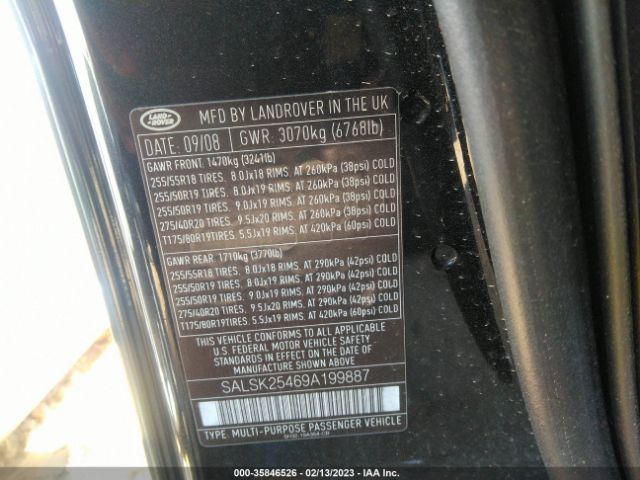 LAND ROVER
MFD BY LANDROVER IN THE UK
DATE: 09/08 GWR: 3070kg (6768lb)
GAWR FRONT: 1470kg (3241lb)
255/55R18 TIRES. 8.0Jx18 RIMS. AT 260kPa (38psi) COLD
255/50R19 TIRES. 8.0Jx19 RIMS. AT 260kPa (38psi) COLD
255/50R19 TIRES. 9.0Jx19 RIMS. AT 260kPa (38psi) COLD
275/40R20 TIRES. 9.5Jx20 RIMS. AT 260kPa (38psi) COLD
T175/80R19TIRES. 5.5Jx19 RIMS. AT 420kPa (60psi) COLD
GAWR REAR: 1710kg (3770lb)
255/55R18 TIRES. 8.0Jx18 RIMS. AT 290kPa (42psi) COLD
255/50R19 TIRES. 8.0Jx19 RIMS. AT 290kPa (42psi) COLD
255/50R19 TIRES. 9.0Jx19 RIMS. AT 290kPa (42psi) COLD
275/40R20 TIRES. 9.5Jx20 RIMS. AT 290kPa (42psi) COLD
T175/80R19TIRES. 5.5Jx19 RIMS. AT 420kPa (60psi) COLD
THIS VEHICLE CONFORMS TO ALL APPLICABLE
U.S. FEDERAL MOTOR VEHICLE SAFETY
STANDARDS IN EFFECT ON THE DATE OF
MANUFACTURE SHOWN ABOVE
SALSK25469A199887
TYPE: MULTI-PURPOSE PASSENGER VEHICLE
000-35846526 - 02/13/2023 - IAA Inc.